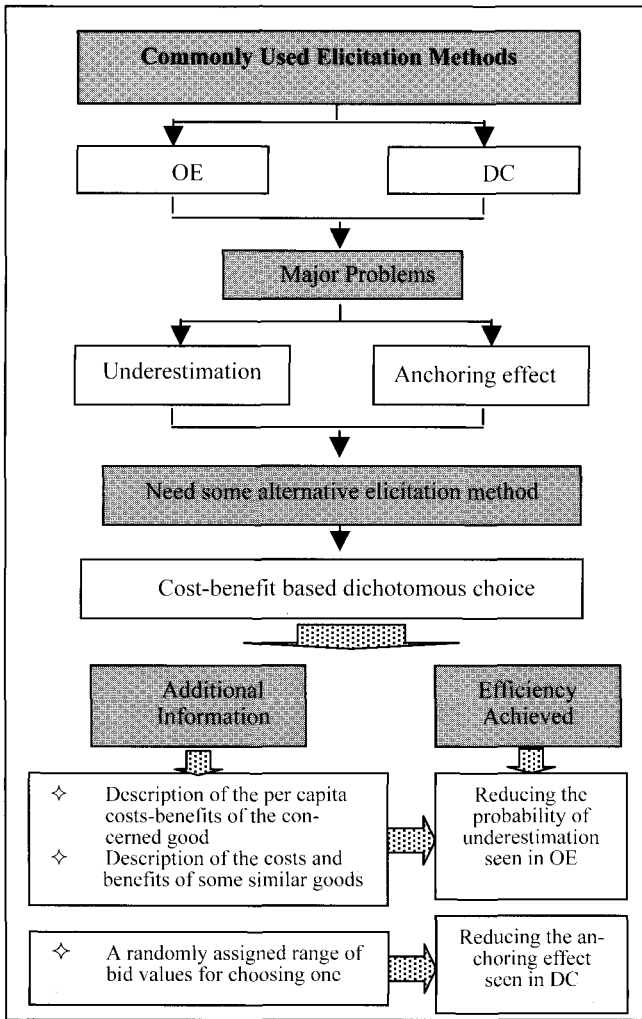 Commonly Used Elicitation Methods
OE
DC
Major Problems
Underestimation
Anchoring effect
Need some alternative elicitation method
Cost-benefit based dichotomous choice
Additional
Information
Efficiency
Achieved
✧ Description of the per capita
costs-benefits of the con-
cerned good
✧ Description of the costs and
benefits of some similar goods
Reducing the
probability of
underestimation
seen in OE
✧ A randomly assigned range of
bid values for choosing one
Reducing the an-
choring effect
seen in DC